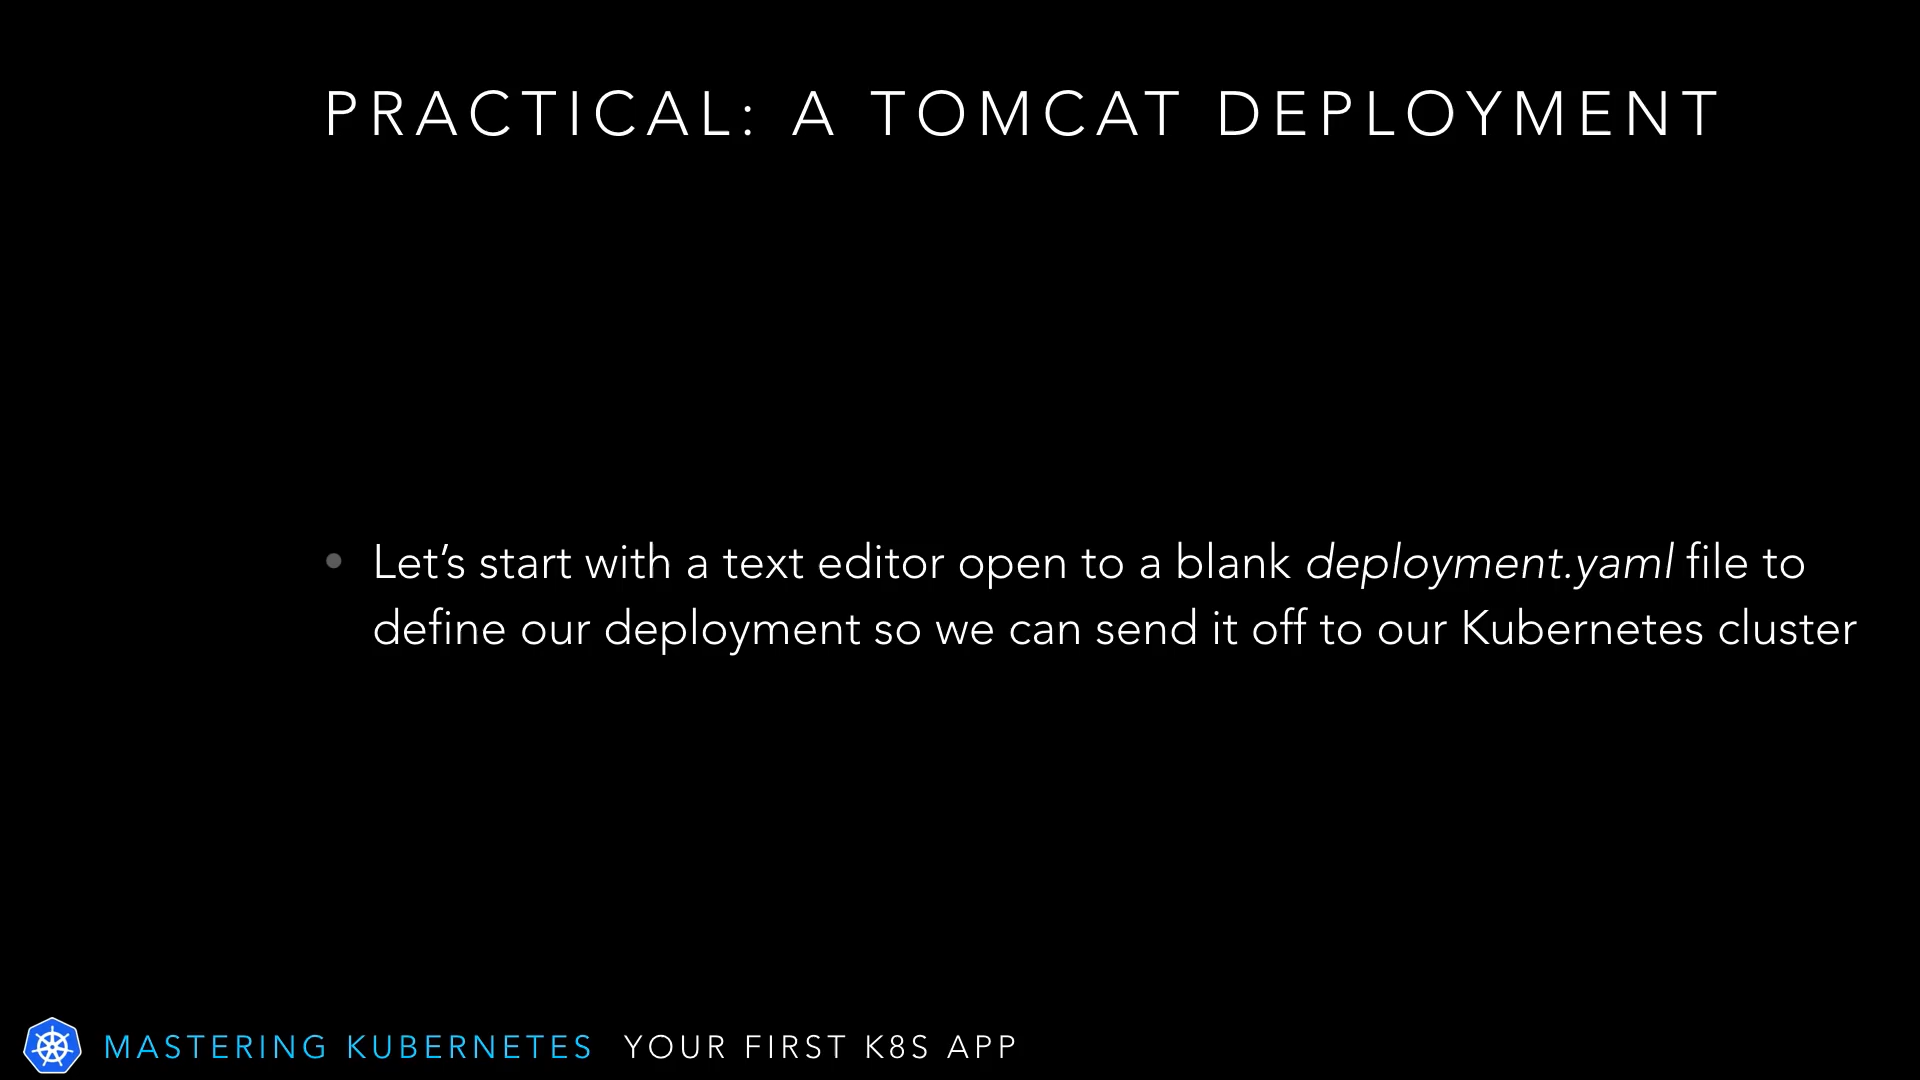 PRACTICAL: A TOMCAT DEPLOYMENT
• Let’s start with a text editor open to a blank deployment.yaml file to
define our deployment so we can send it off to our Kubernetes cluster
MASTERING KUBERNETES YOUR FIRST K8S APP